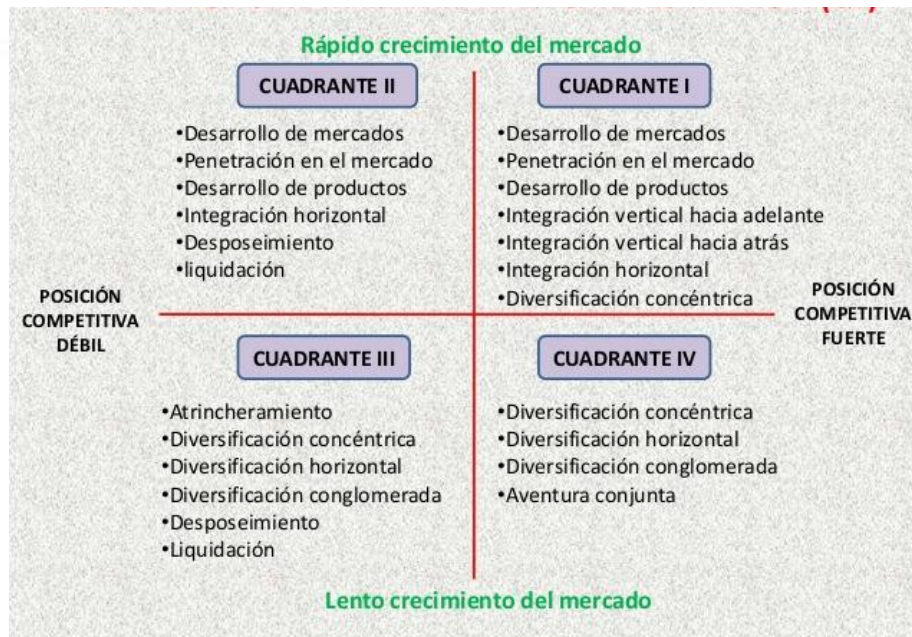 Rápido crecimiento del mercado
CUADRANTE II
•Desarrollo de mercados
•Penetración en el mercado
•Desarrollo de productos
•Integración horizontal
•Desposeimiento
•liquidación
CUADRANTE I
•Desarrollo de mercados
•Penetración en el mercado
•Desarrollo de productos
•Integración vertical hacia adelante
•Integración vertical hacia atrás
•Integración horizontal
•Diversificación concéntrica
POSICIÓN
COMPETITIVA
DÉBIL
POSICIÓN
COMPETITIVA
FUERTE
CUADRANTE III
•Atrincheramiento
•Diversificación concéntrica
•Diversificación horizontal
•Diversificación conglomerada
•Desposeimiento
•Liquidación
CUADRANTE IV
•Diversificación concéntrica
•Diversificación horizontal
•Diversificación conglomerada
•Aventura conjunta
Lento crecimiento del mercado